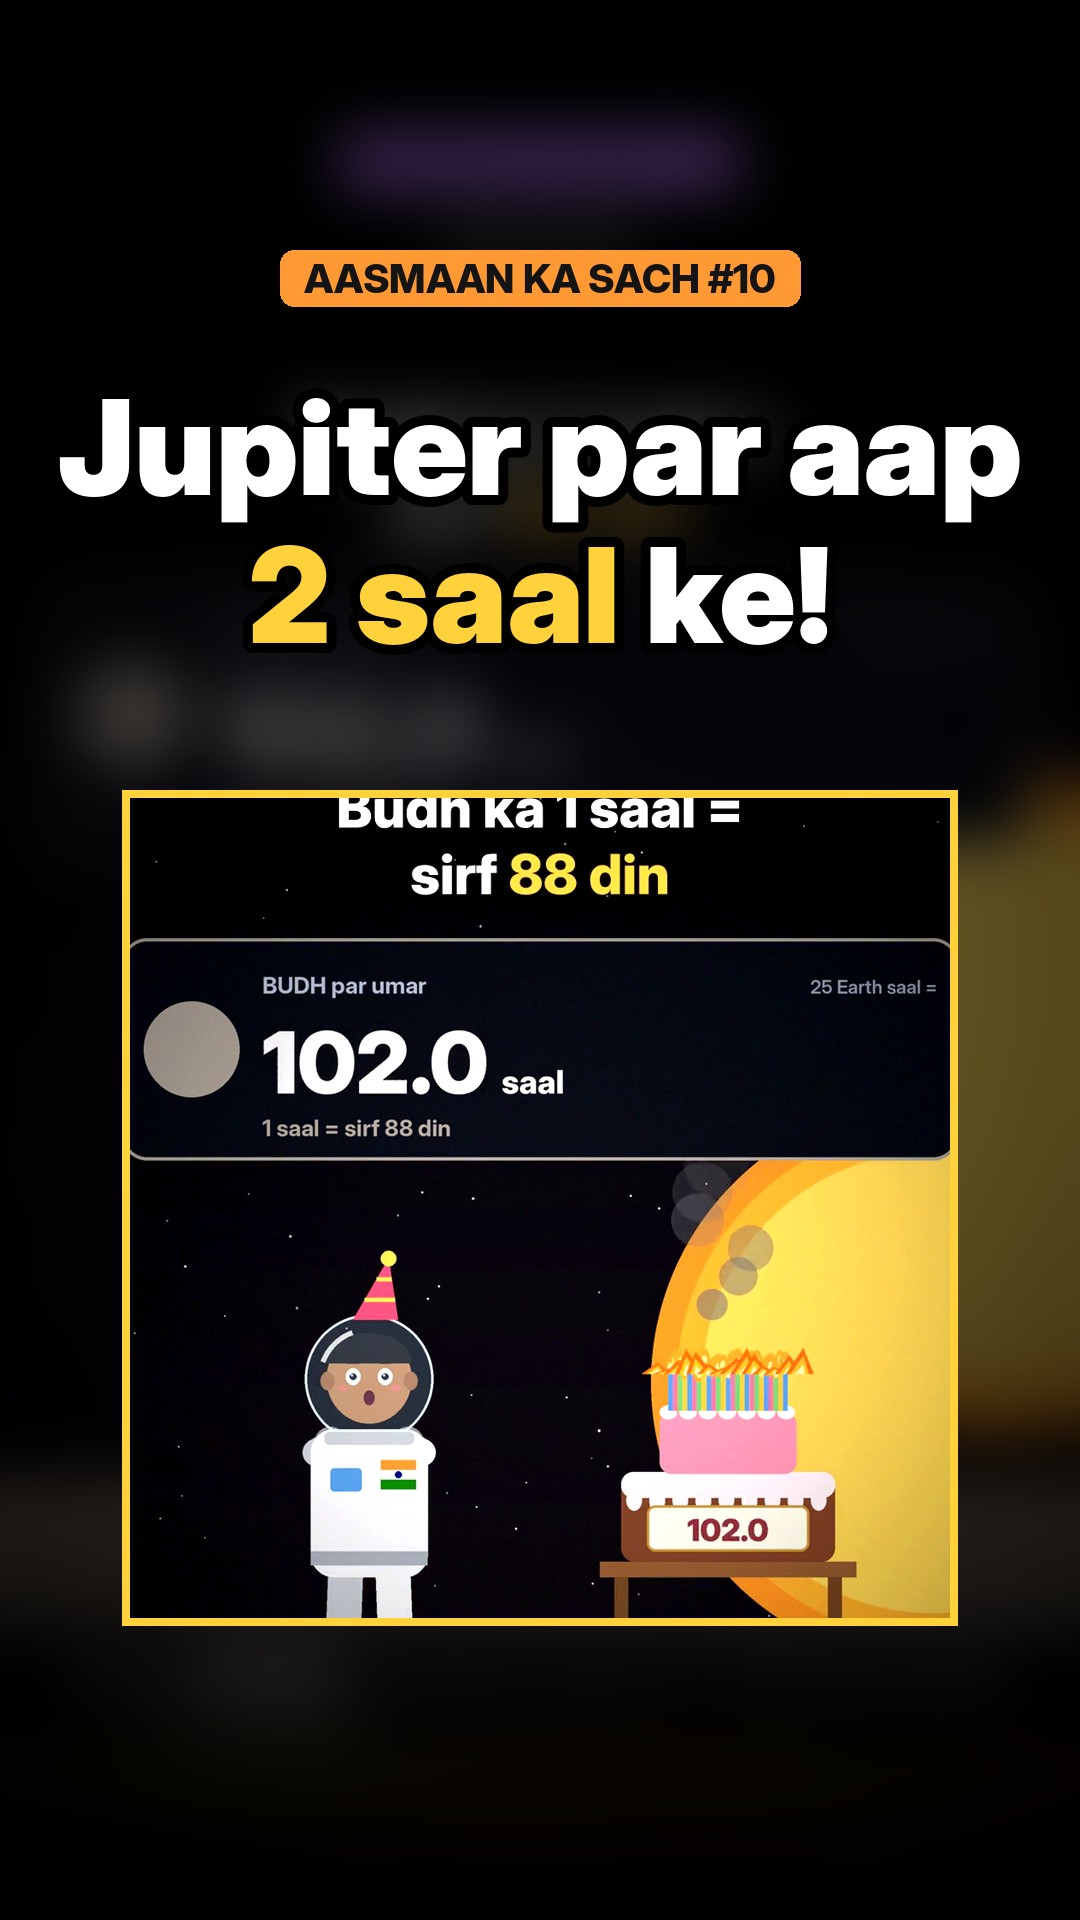 AASMAAN KA SACH #10
Jupiter par aap
2 saal ke!
Budh ka 1 saal =
sirf 88 din
BUDH par umar
25 Earth saal =
102.0 saal
1 saal = sirf 88 din
102.0